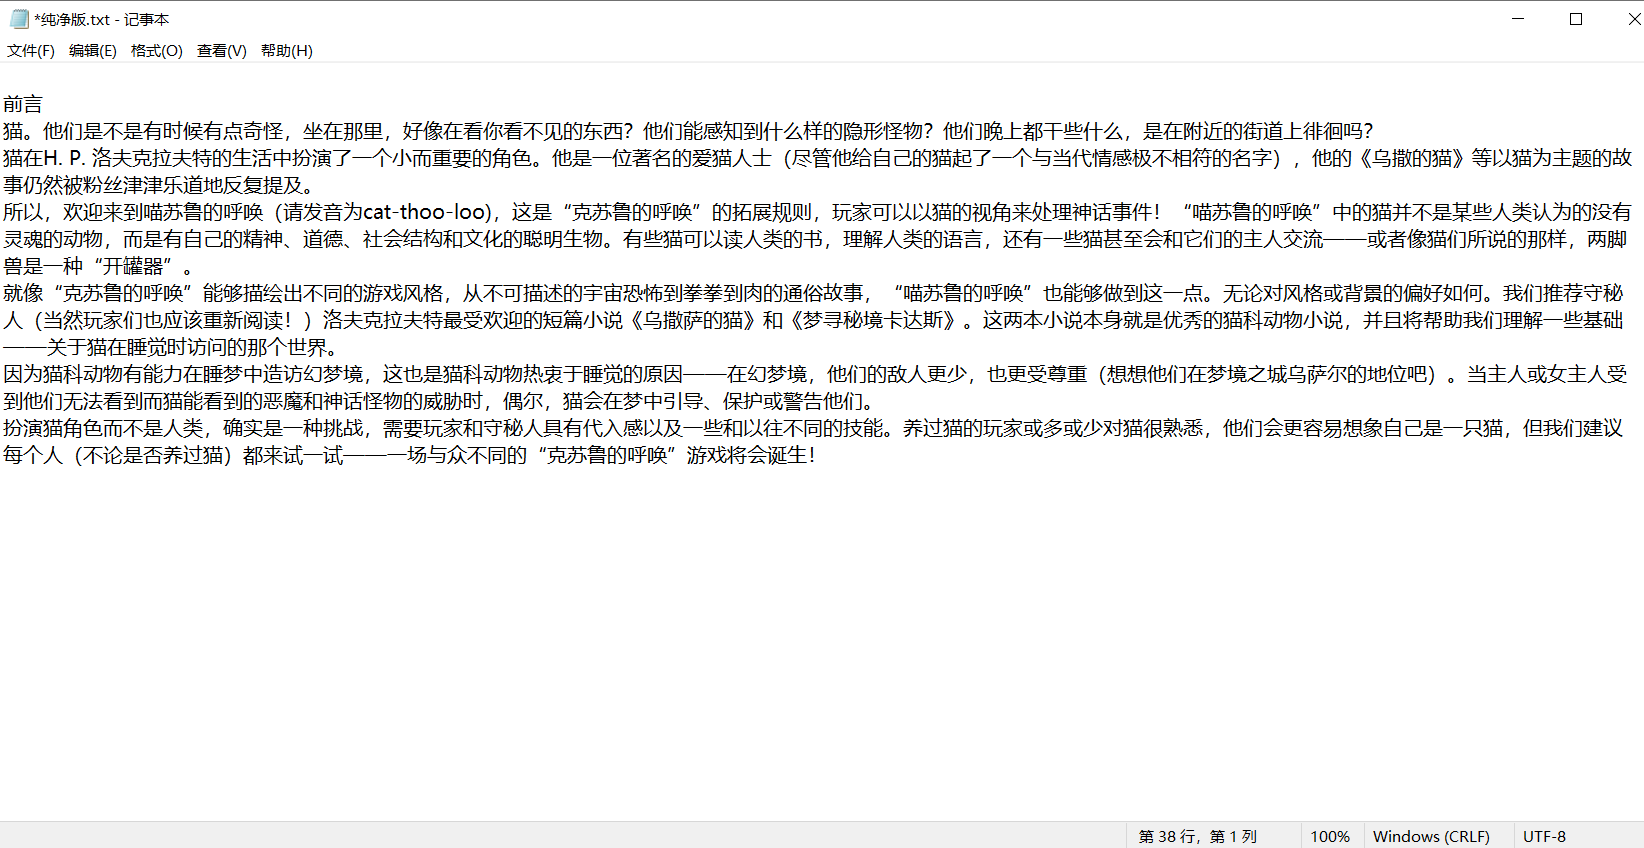 *纯净版.txt - 记事本
文件(F) 编辑(E) 格式(O) 查看(V) 帮助(H)
前言
猫。他们是不是有时候有点奇怪，坐在那里，好像在看你看不见的东西？他们能感知到什么样的隐形怪物？他们晚上都干些什么，是在附近的街道上徘徊吗？
猫在H. P. 洛夫克拉夫特的生活中扮演了一个小而重要的角色。他是一位著名的爱猫人士（尽管他给自己的猫起了一个与当代情感极不相符的名字），他的《乌撒的猫》等以猫为主题的故
事仍然被粉丝津津乐道地反复提及。
所以，欢迎来到喵苏鲁的呼唤（请发音为cat-thoo-loo)，这是“克苏鲁的呼唤”的拓展规则，玩家可以以猫的视角来处理神话事件！“喵苏鲁的呼唤”中的猫并不是某些人类认为的没有
灵魂的动物，而是有自己的精神、道德、社会结构和文化的聪明生物。有些猫可以读人类的书，理解人类的语言，还有一些猫甚至会和它们的主人交流——或者像猫们所说的那样，两脚
兽是一种“开罐器”。
就像“克苏鲁的呼唤”能够描绘出不同的游戏风格，从不可描述的宇宙恐怖到拳拳到肉的通俗故事，“喵苏鲁的呼唤”也能够做到这一点。无论对风格或背景的偏好如何。我们推荐守秘
人（当然玩家们也应该重新阅读！）洛夫克拉夫特最受欢迎的短篇小说《乌撒萨的猫》和《梦寻秘境卡达斯》。这两本小说本身就是优秀的猫科动物小说，并且将帮助我们理解一些基础
——关于猫在睡觉时访问的那个世界。
因为猫科动物有能力在睡梦中造访幻梦境，这也是猫科动物热衷于睡觉的原因——在幻梦境，他们的敌人更少，也更受尊重（想想他们在梦境之城乌萨尔的地位吧）。当主人或女主人受
到他们无法看到而猫能看到的恶魔和神话怪物的威胁时，偶尔，猫会在梦中引导、保护或警告他们。
扮演猫角色而不是人类，确实是一种挑战，需要玩家和守秘人具有代入感以及一些和以往不同的技能。养过猫的玩家或多或少对猫很熟悉，他们会更容易想象自己是一只猫，但我们建议
每个人（不论是否养过猫）都来试一试——一场与众不同的“克苏鲁的呼唤”游戏将会诞生！
第 38 行，第 1 列 100% Windows (CRLF) UTF-8